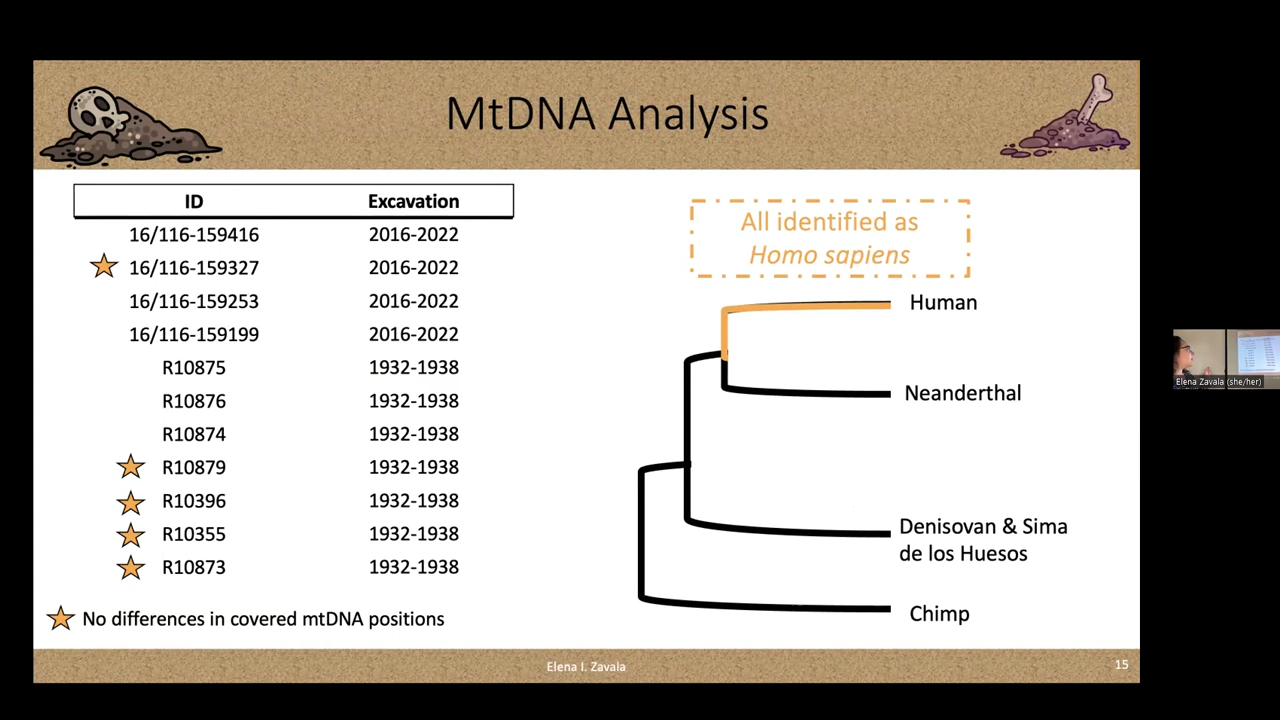 MtDNA Analysis
ID Excavation
16/116-159416 2016-2022
16/116-159327 2016-2022
16/116-159253 2016-2022
16/116-159199 2016-2022
R10875 1932-1938
R10876 1932-1938
R10874 1932-1938
R10879 1932-1938
R10396 1932-1938
R10355 1932-1938
R10873 1932-1938
No differences in covered mtDNA positions
All identified as
Homo sapiens
Human
Neanderthal
Denisovan & Sima
de los Huesos
Chimp
Elena I. Zavala
15
Elena Zavala (she/her)